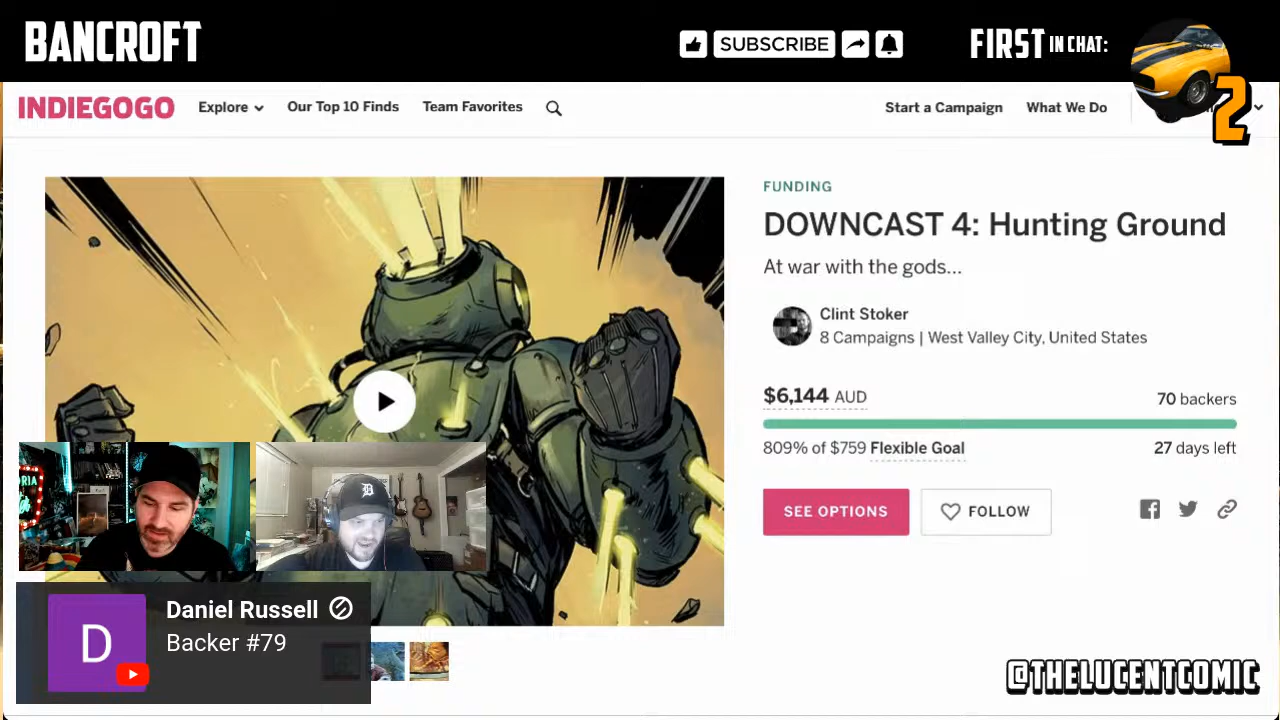 BANCROFT
SUBSCRIBE
FIRST IN CHAT:
2
INDIEGOGO
Explore
Our Top 10 Finds
Team Favorites
Start a Campaign
What We Do
FUNDING
DOWNCAST 4: Hunting Ground
At war with the gods...
Clint Stoker
8 Campaigns | West Valley City, United States
$6,144 AUD
70 backers
809% of $759 Flexible Goal
27 days left
SEE OPTIONS
FOLLOW
RIA
D
D
Daniel Russell
Backer #79
@THELUCENTCOMIC